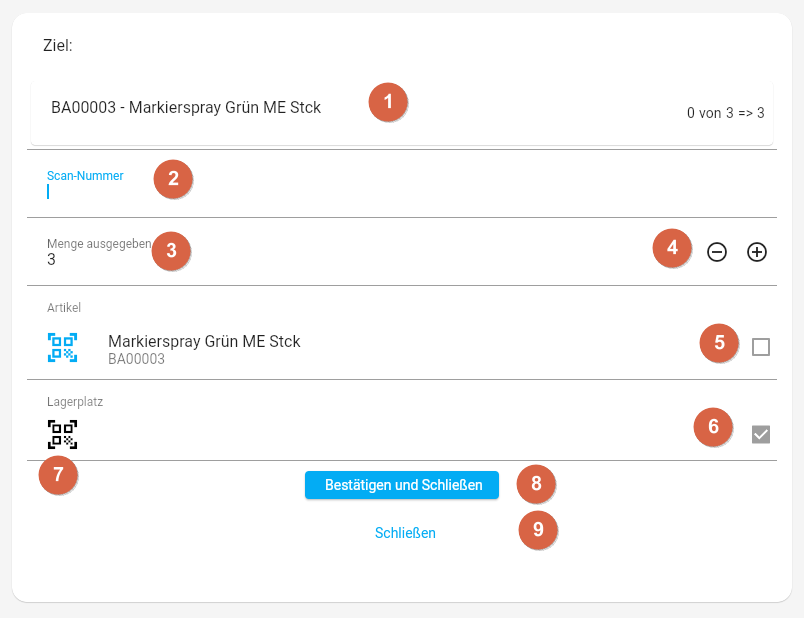 Ziel:
BA00003 - Markierspray Grün ME Stck
1
0 von 3 => 3
Scan-Nummer
2
Menge ausgegeben
3
3
4
Artikel
Markierspray Grün ME Stck
BA00003
5
Lagerplatz
6
7
Bestätigen und Schließen
8
Schließen
9